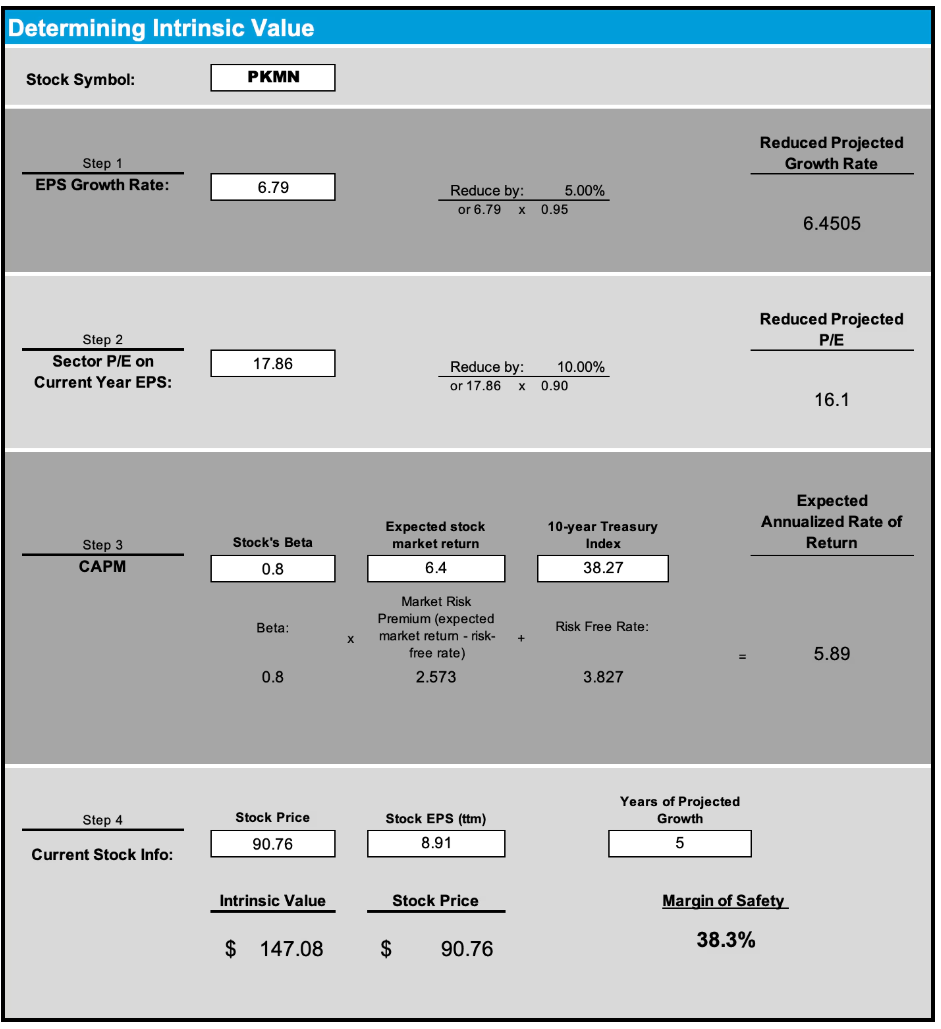 Determining Intrinsic Value
Stock Symbol: PKMN
Reduced Projected
Growth Rate
Step 1
EPS Growth Rate: 6.79
Reduce by: 5.00%
or 6.79 x 0.95
6.4505
Reduced Projected
P/E
Step 2
Sector P/E on
Current Year EPS:
17.86
Reduce by: 10.00%
or 17.86 x 0.90
16.1
Expected
Annualized Rate of
Return
Step 3
CAPM
Stock's Beta
0.8
Expected stock
market return
6.4
10-year Treasury
Index
38.27
Beta:
x
Market Risk
Premium (expected
market return - risk-
free rate)
+
Risk Free Rate:
=
5.89
0.8
2.573
3.827
Step 4
Current Stock Info:
Stock Price
90.76
Stock EPS (ttm)
8.91
Years of Projected
Growth
5
Intrinsic Value
$ 147.08
Stock Price
$ 90.76
Margin of Safety
38.3%